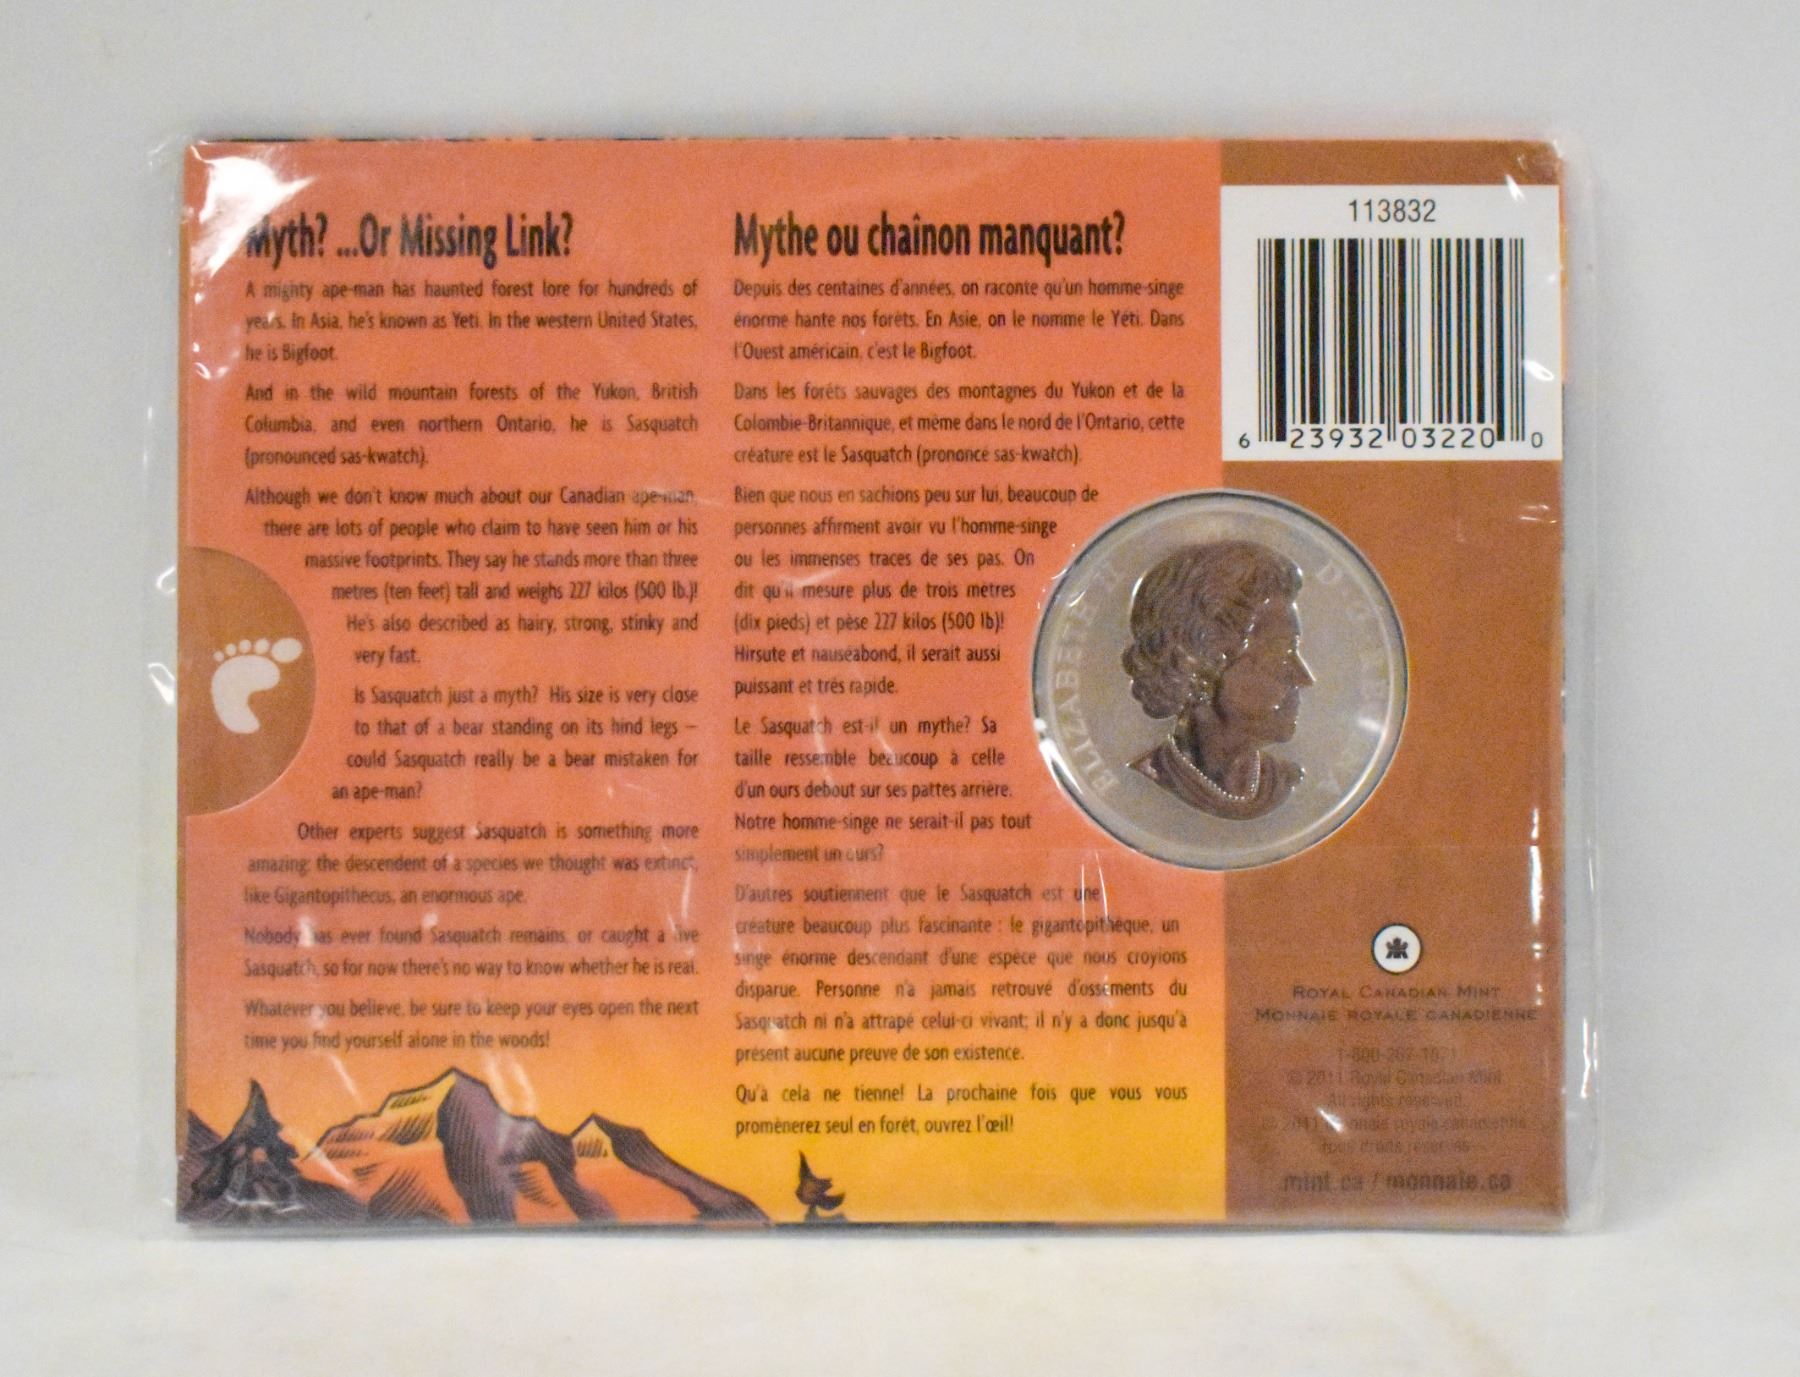 Myth? ...Or Missing Link?
A mighty ape-man has haunted forest lore for hundreds of
years. In Asia, he's known as Yeti. In the western United States,
he is Bigfoot.
And in the wild mountain forests of the Yukon, British
Columbia, and even northern Ontario, he is Sasquatch
(pronounced sas-kwatch).
Although we don't know much about our Canadian ape-man,
there are lots of people who claim to have seen him or his
massive footprints. They say he stands more than three
metres (ten feet) tall and weighs 227 kilos (500 lb.)!
He's also described as hairy, strong, stinky and
very fast.
Is Sasquatch just a myth? His size is very close
to that of a bear standing on its hind legs –
could Sasquatch really be a bear mistaken for
an ape-man?
Other experts suggest Sasquatch is something more
amazing: the descendent of a species we thought was extinct,
like Gigantopithecus, an enormous ape.
Nobody has ever found Sasquatch remains, or caught a live
Sasquatch, so for now there's no way to know whether he is real.
Whatever you believe, be sure to keep your eyes open the next
time you find yourself alone in the woods!
Mythe ou chaînon manquant?
Depuis des centaines d'années, on raconte qu'un homme-singe
énorme hante nos forêts. En Asie, on le nomme le Yéti. Dans
l'Ouest américain, c'est le Bigfoot.
Dans les forêts sauvages des montagnes du Yukon et de la
Colombie-Britannique, et même dans le nord de l'Ontario, cette
créature est le Sasquatch (prononcé sas-kwatch).
Bien que nous en sachions peu sur lui, beaucoup de
personnes affirment avoir vu l'homme-singe
ou les immenses traces de ses pas. On
dit qu'il mesure plus de trois mètres
(dix pieds) et pèse 227 kilos (500 lb)!
Hirsute et nauséabond, il serait aussi
puissant et très rapide.
Le Sasquatch est-il un mythe? Sa
taille ressemble beaucoup à celle
d'un ours debout sur ses pattes arrière.
Notre homme-singe ne serait-il pas tout
simplement un ours?
D'autres soutiennent que le Sasquatch est une
créature beaucoup plus fascinante : le gigantopithèque, un
singe énorme descendant d'une espèce que nous croyions
disparue. Personne n'a jamais retrouvé d'ossements du
Sasquatch ni n'a attrapé celui-ci vivant; il n'y a donc jusqu'à
présent aucune preuve de son existence.
Qu'à cela ne tienne! La prochaine fois que vous vous
promènerez seul en forêt, ouvrez l'œil!
113832
6 23932 03220 0
ELIZABETH II
D·G·REGINA
ROYAL CANADIAN MINT
MONNAIE ROYALE CANADIENNE
1-800-267-1871
© 2011 Royal Canadian Mint
All rights reserved.
© 2011 Monnaie royale canadienne
Tous droits réservés
mint.ca / monnaie.ca